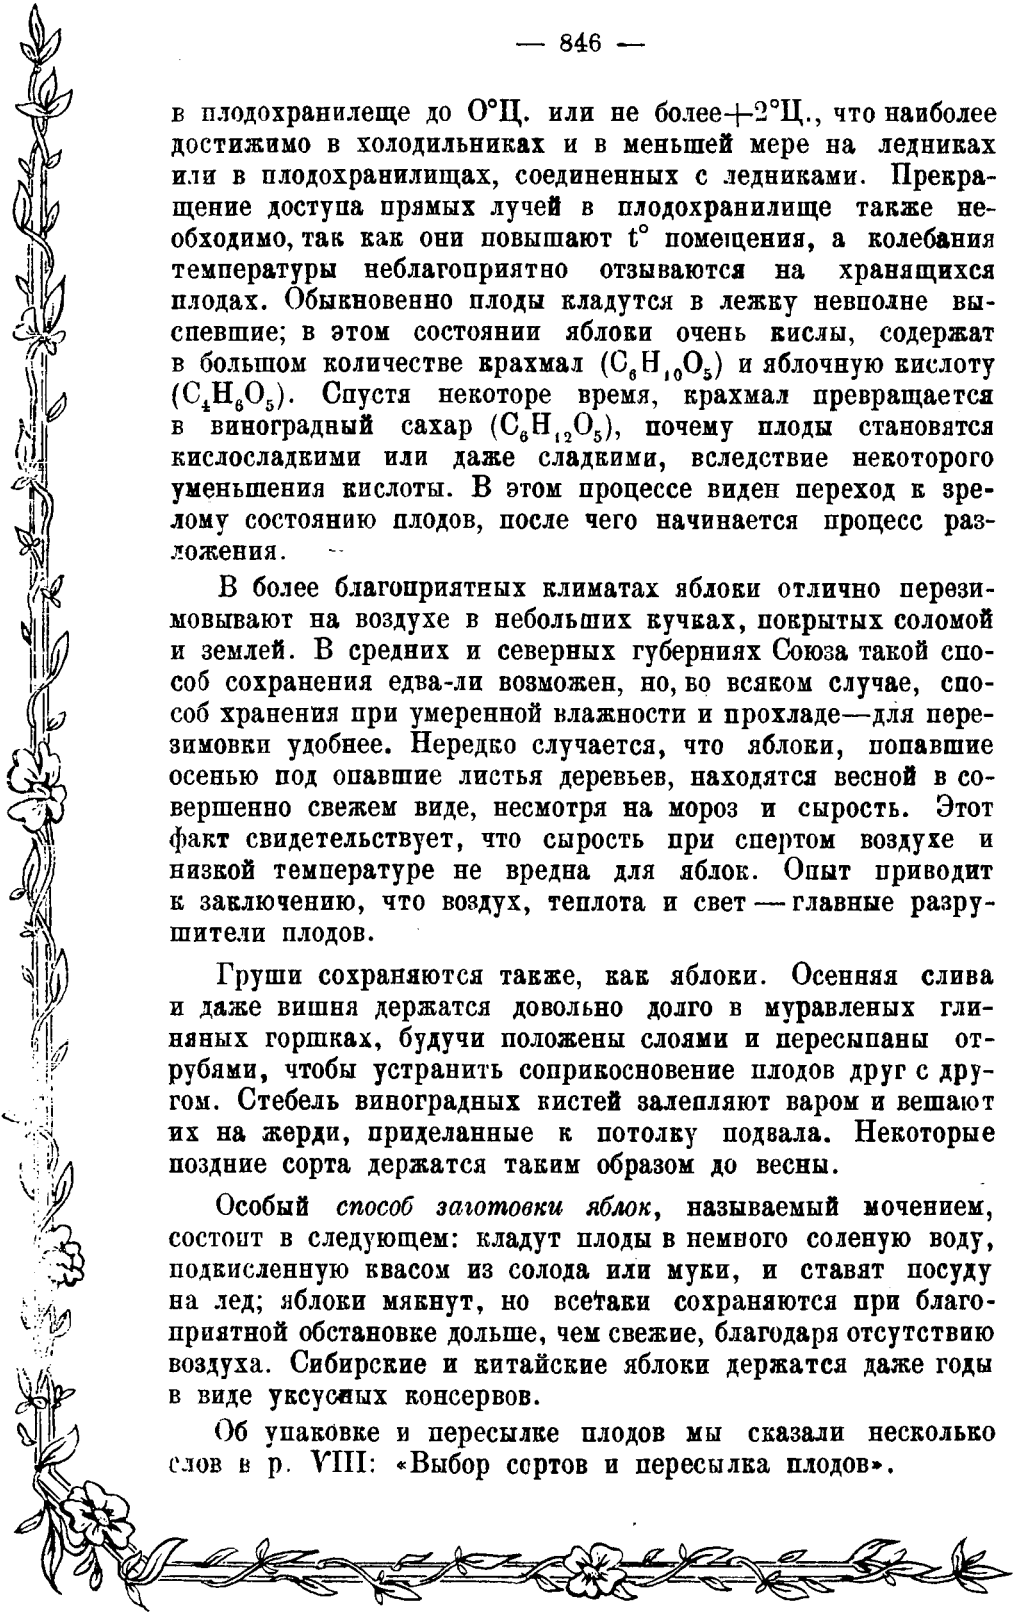 — 846 —
в плодохранилеще до 0°Ц. или не более+2°Ц., что наиболее
достижимо в холодильниках и в меньшей мере на ледниках
или в плодохранилищах, соединенных с ледниками. Прекра-
щение доступа прямых лучей в плодохранилище также не-
обходимо, так как они повышают t° помещения, а колебания
температуры неблагоприятно отзываются на хранящихся
плодах. Обыкновенно плоды кладутся в лежку невполне вы-
спевшие; в этом состоянии яблоки очень кислы, содержат
в большом количестве крахмал (C₆H₁₀O₅) и яблочную кислоту
(C₄H₆O₅). Спустя некоторе время, крахмал превращается
в виноградный сахар (C₆H₁₂O₅), почему плоды становятся
кислосладкими или даже сладкими, вследствие некоторого
уменьшения кислоты. В этом процессе виден переход к зре-
лому состоянию плодов, после чего начинается процесс раз-
ложения.
В более благоприятных климатах яблоки отлично перези-
мовывают на воздухе в небольших кучках, покрытых соломой
и землей. В средних и северных губерниях Союза такой спо-
соб сохранения едва-ли возможен, но, во всяком случае, спо-
соб хранения при умеренной влажности и прохладе—для пере-
зимовки удобнее. Нередко случается, что яблоки, попавшие
осенью под опавшие листья деревьев, находятся весной в со-
вершенно свежем виде, несмотря на мороз и сырость. Этот
факт свидетельствует, что сырость при спертом воздухе и
низкой температуре не вредна для яблок. Опыт приводит
к заключению, что воздух, теплота и свет — главные разру-
шители плодов.
Груши сохраняются также, как яблоки. Осенняя слива
и даже вишня держатся довольно долго в муравленых гли-
няных горшках, будучи положены слоями и пересыпаны от-
рубями, чтобы устранить соприкосновение плодов друг с дру-
гом. Стебель виноградных кистей залепляют варом и вешают
их на жерди, приделанные к потолку подвала. Некоторые
поздние сорта держатся таким образом до весны.
Особый способ заготовки яблок, называемый мочением,
состоит в следующем: кладут плоды в немного соленую воду,
подкисленную квасом из солода или муки, и ставят посуду
на лед; яблоки мякнут, но всетаки сохраняются при благо-
приятной обстановке дольше, чем свежие, благодаря отсутствию
воздуха. Сибирские и китайские яблоки держатся даже годы
в виде уксусных консервов.
Об упаковке и пересылке плодов мы сказали несколько
слов в р. VIII: «Выбор сортов и пересылка плодов».